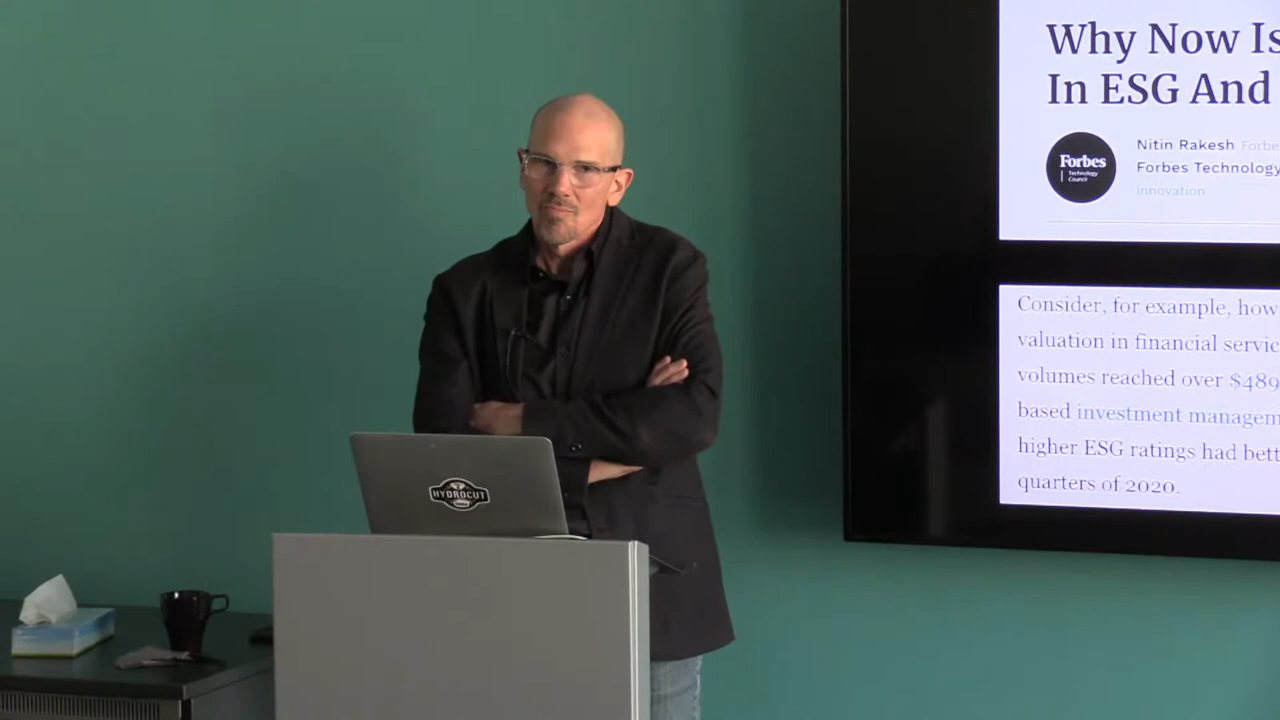 Why Now Is
In ESG And
Forbes
Technology
Council
Nitin Rakesh Forbe
Forbes Technology
Innovation
Consider, for example, how
valuation in financial servic
volumes reached over $489
based investment managem
higher ESG ratings had bett
quarters of 2020.
HYDROCUT